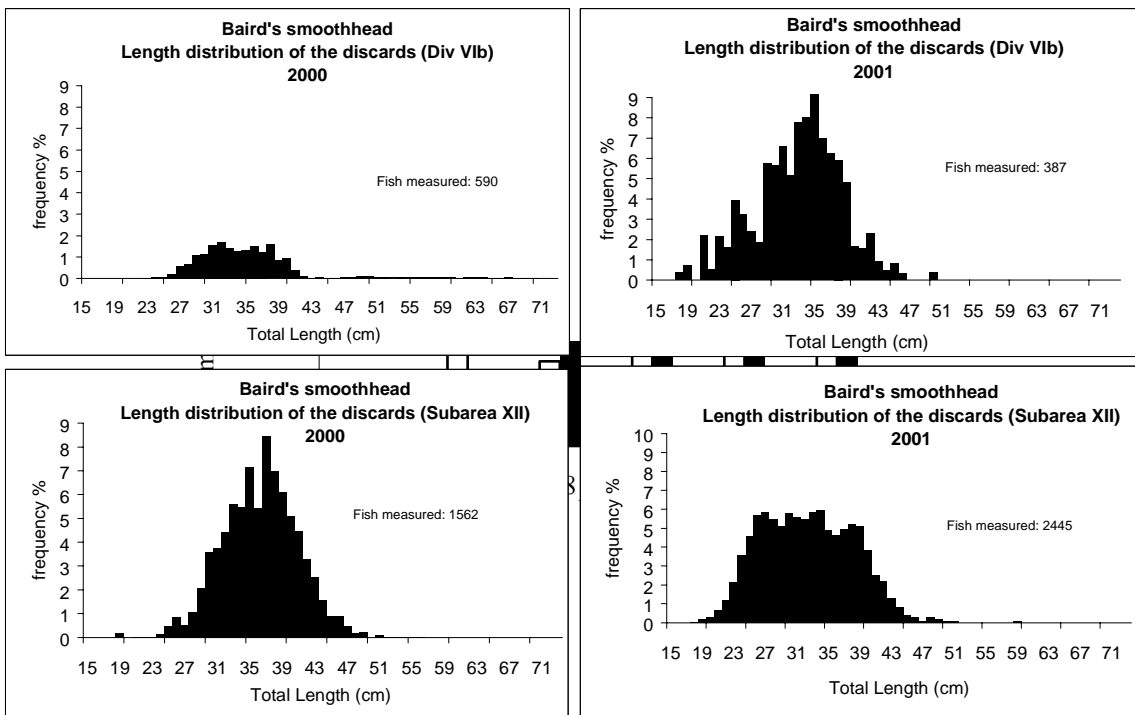 Baird's smoothhead
Length distribution of the discards (Div VIb)
2000
9
8
7
6
5
4
3
2
1
0
frequency %
Fish measured: 590
15 19 23 27 31 35 39 43 47 51 55 59 63 67 71
Total Length (cm)
Baird's smoothhead
Length distribution of the discards (Div VIb)
2001
9
8
7
6
5
4
3
2
1
0
frequency %
Fish measured: 387
15 19 23 27 31 35 39 43 47 51 55 59 63 67 71
Total Length (cm)
m
Baird's smoothhead
Length distribution of the discards (Subarea XII)
2000
9
8
7
6
5
4
3
2
1
0
frequency %
Fish measured: 1562
15 19 23 27 31 35 39 43 47 51 55 59 63 67 71
Total Length (cm)
8
Baird's smoothhead
Length distribution of the discards (Subarea XII)
2001
10
9
8
7
6
5
4
3
2
1
0
frequency %
Fish measured: 2445
15 19 23 27 31 35 39 43 47 51 55 59 63 67 71
Total Length (cm)